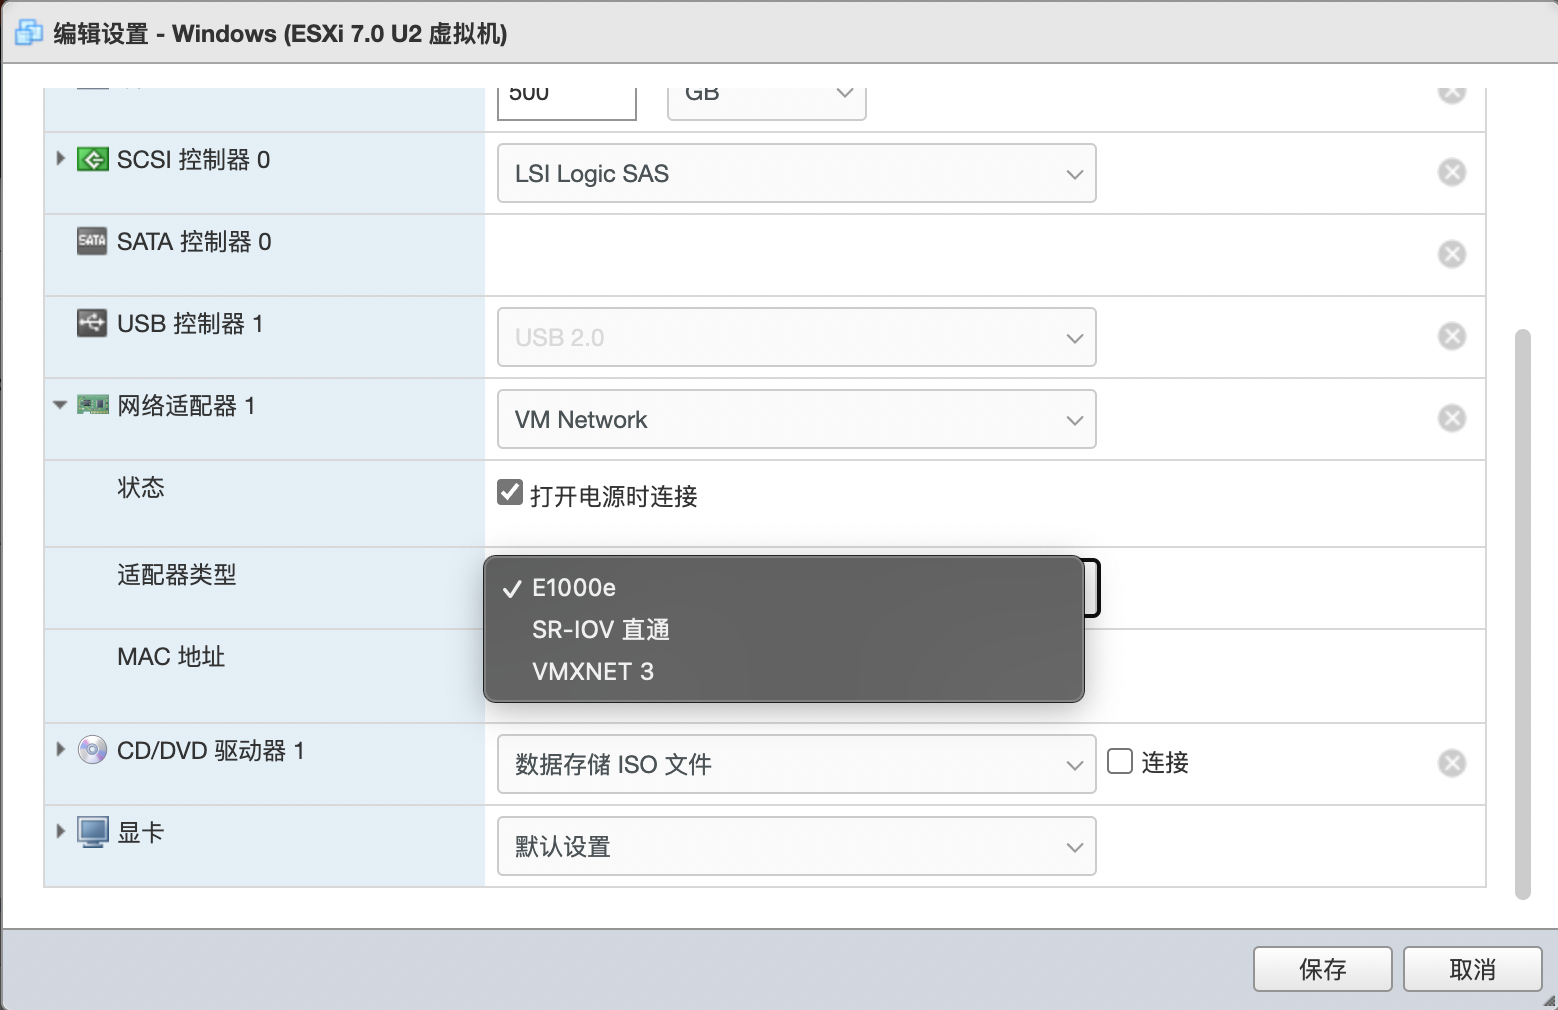 编辑设置 - Windows (ESXi 7.0 U2 虚拟机)
500
GB
SCSI 控制器 0
LSI Logic SAS
SATA 控制器 0
USB 控制器 1
USB 2.0
网络适配器 1
VM Network
状态
打开电源时连接
适配器类型
E1000e
SR-IOV 直通
VMXNET 3
MAC 地址
CD/DVD 驱动器 1
数据存储 ISO 文件
连接
显卡
默认设置
保存
取消